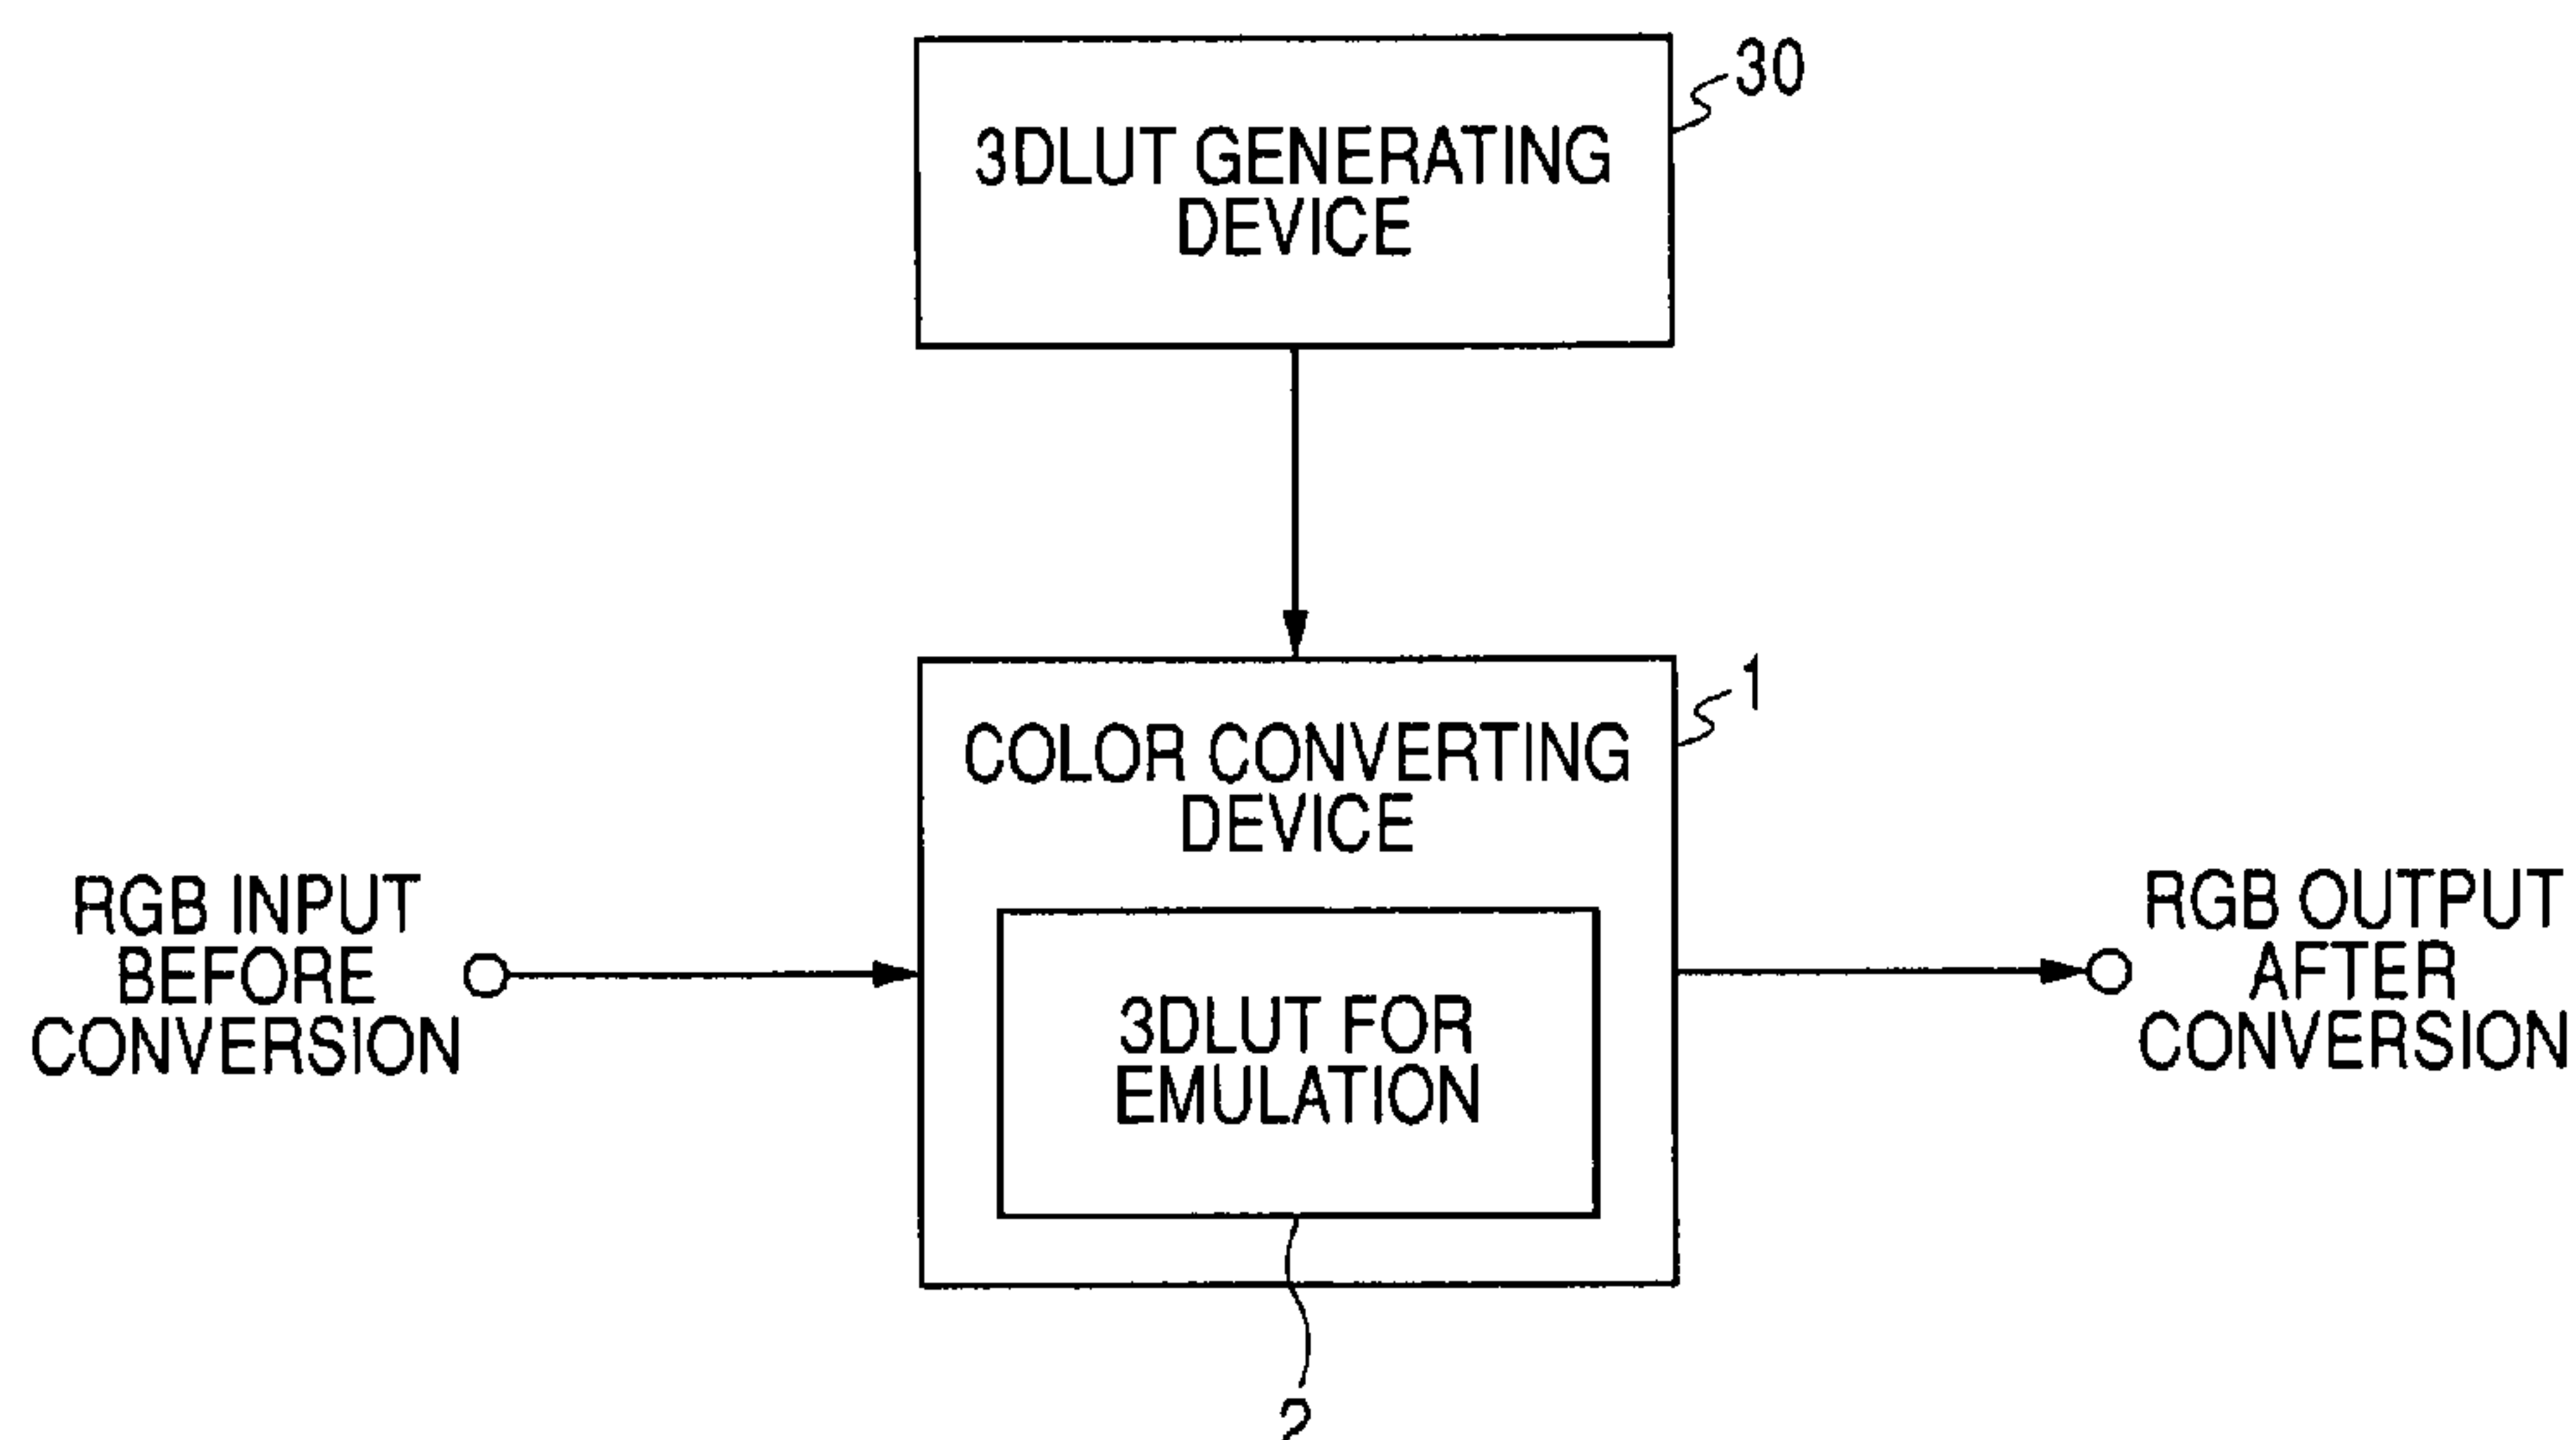 30
3DLUT GENERATING
DEVICE
1
COLOR CONVERTING
DEVICE
RGB INPUT
BEFORE
CONVERSION
3DLUT FOR
EMULATION
RGB OUTPUT
AFTER
CONVERSION
2